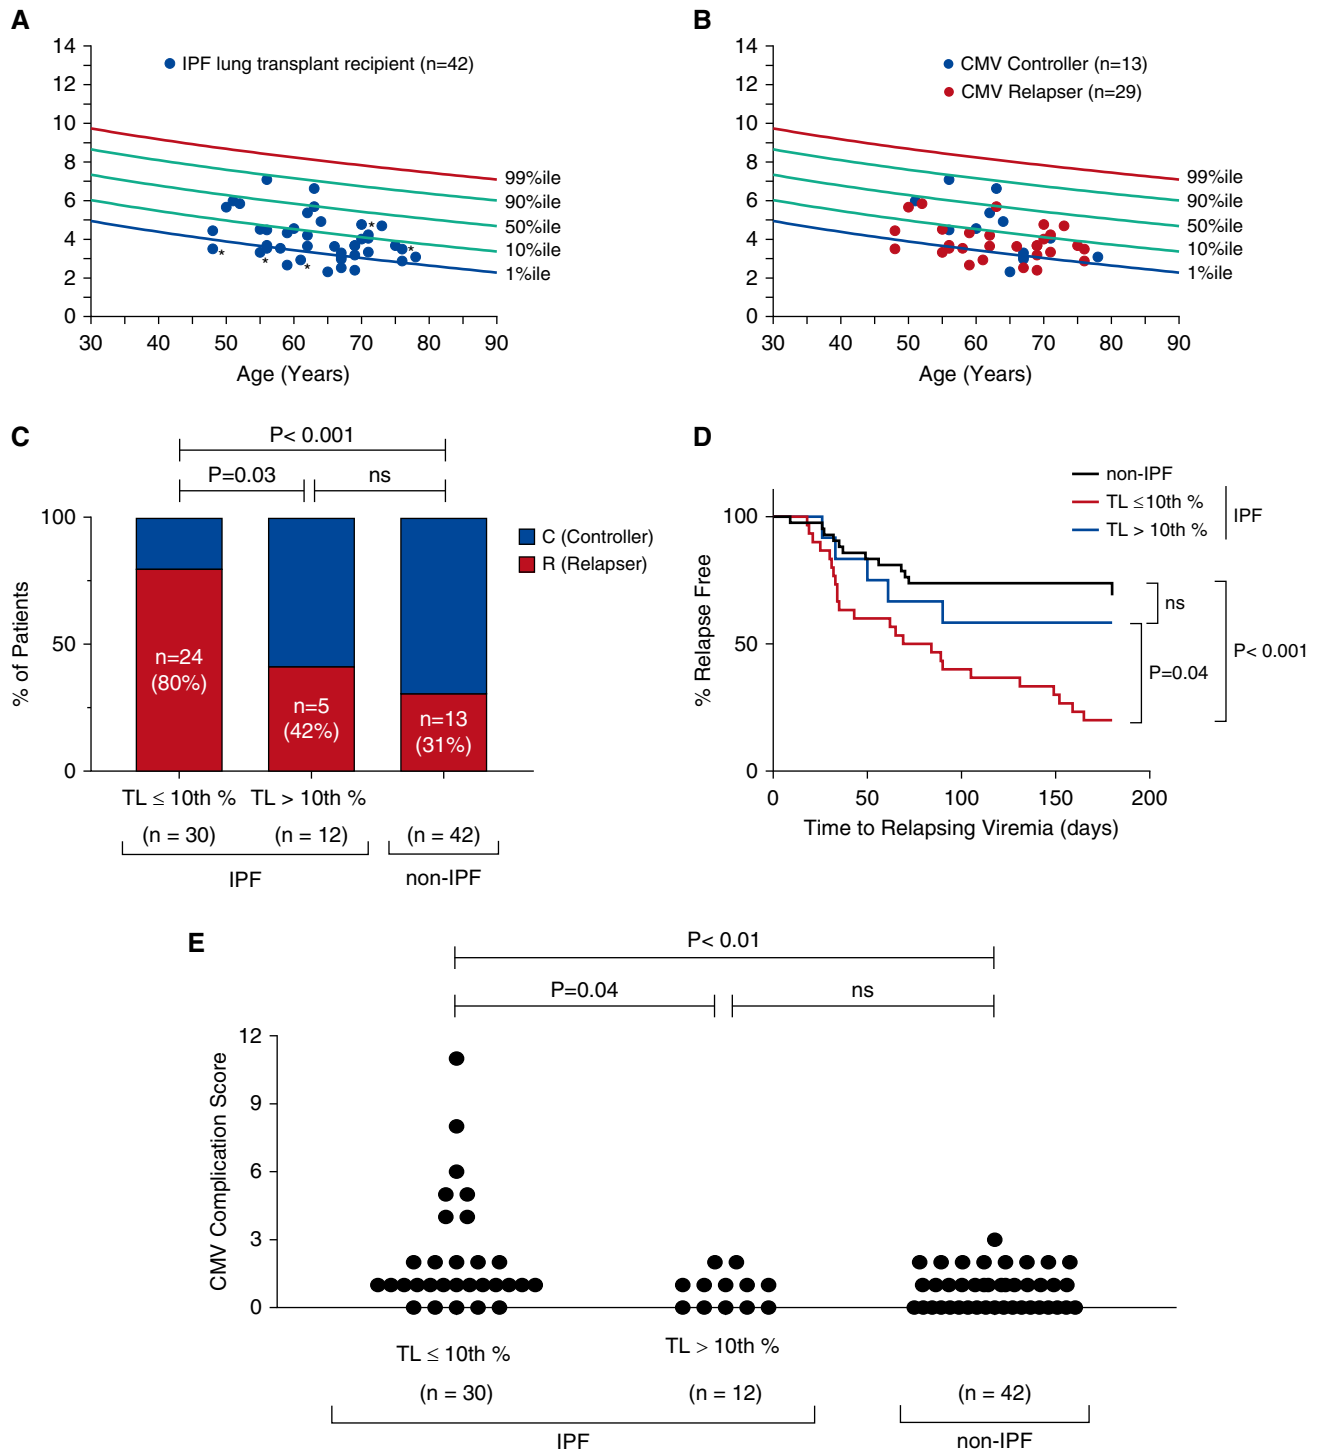 A
14
12
10
8
6
4
2
0
IPF lung transplant recipient (n=42)
99%ile
90%ile
50%ile
10%ile
1%ile
*
*
*
*
*
30 40 50 60 70 80 90
Age (Years)
B
14
12
10
8
6
4
2
0
CMV Controller (n=13)
CMV Relapser (n=29)
99%ile
90%ile
50%ile
10%ile
1%ile
30 40 50 60 70 80 90
Age (Years)
C
P< 0.001
P=0.03
ns
% of Patients
100
50
0
C (Controller)
R (Relapser)
n=24
(80%)
n=5
(42%)
n=13
(31%)
TL ≤ 10th % TL > 10th %
(n = 30) (n = 12) (n = 42)
IPF
non-IPF
D
non-IPF
TL ≤10th %
TL > 10th %
IPF
% Relapse Free
100
50
0
ns
P=0.04
P< 0.001
0 50 100 150 200
Time to Relapsing Viremia (days)
E
P< 0.01
P=0.04
ns
CMV Complication Score
12
9
6
3
0
TL ≤ 10th % TL > 10th %
(n = 30) (n = 12) (n = 42)
IPF
non-IPF